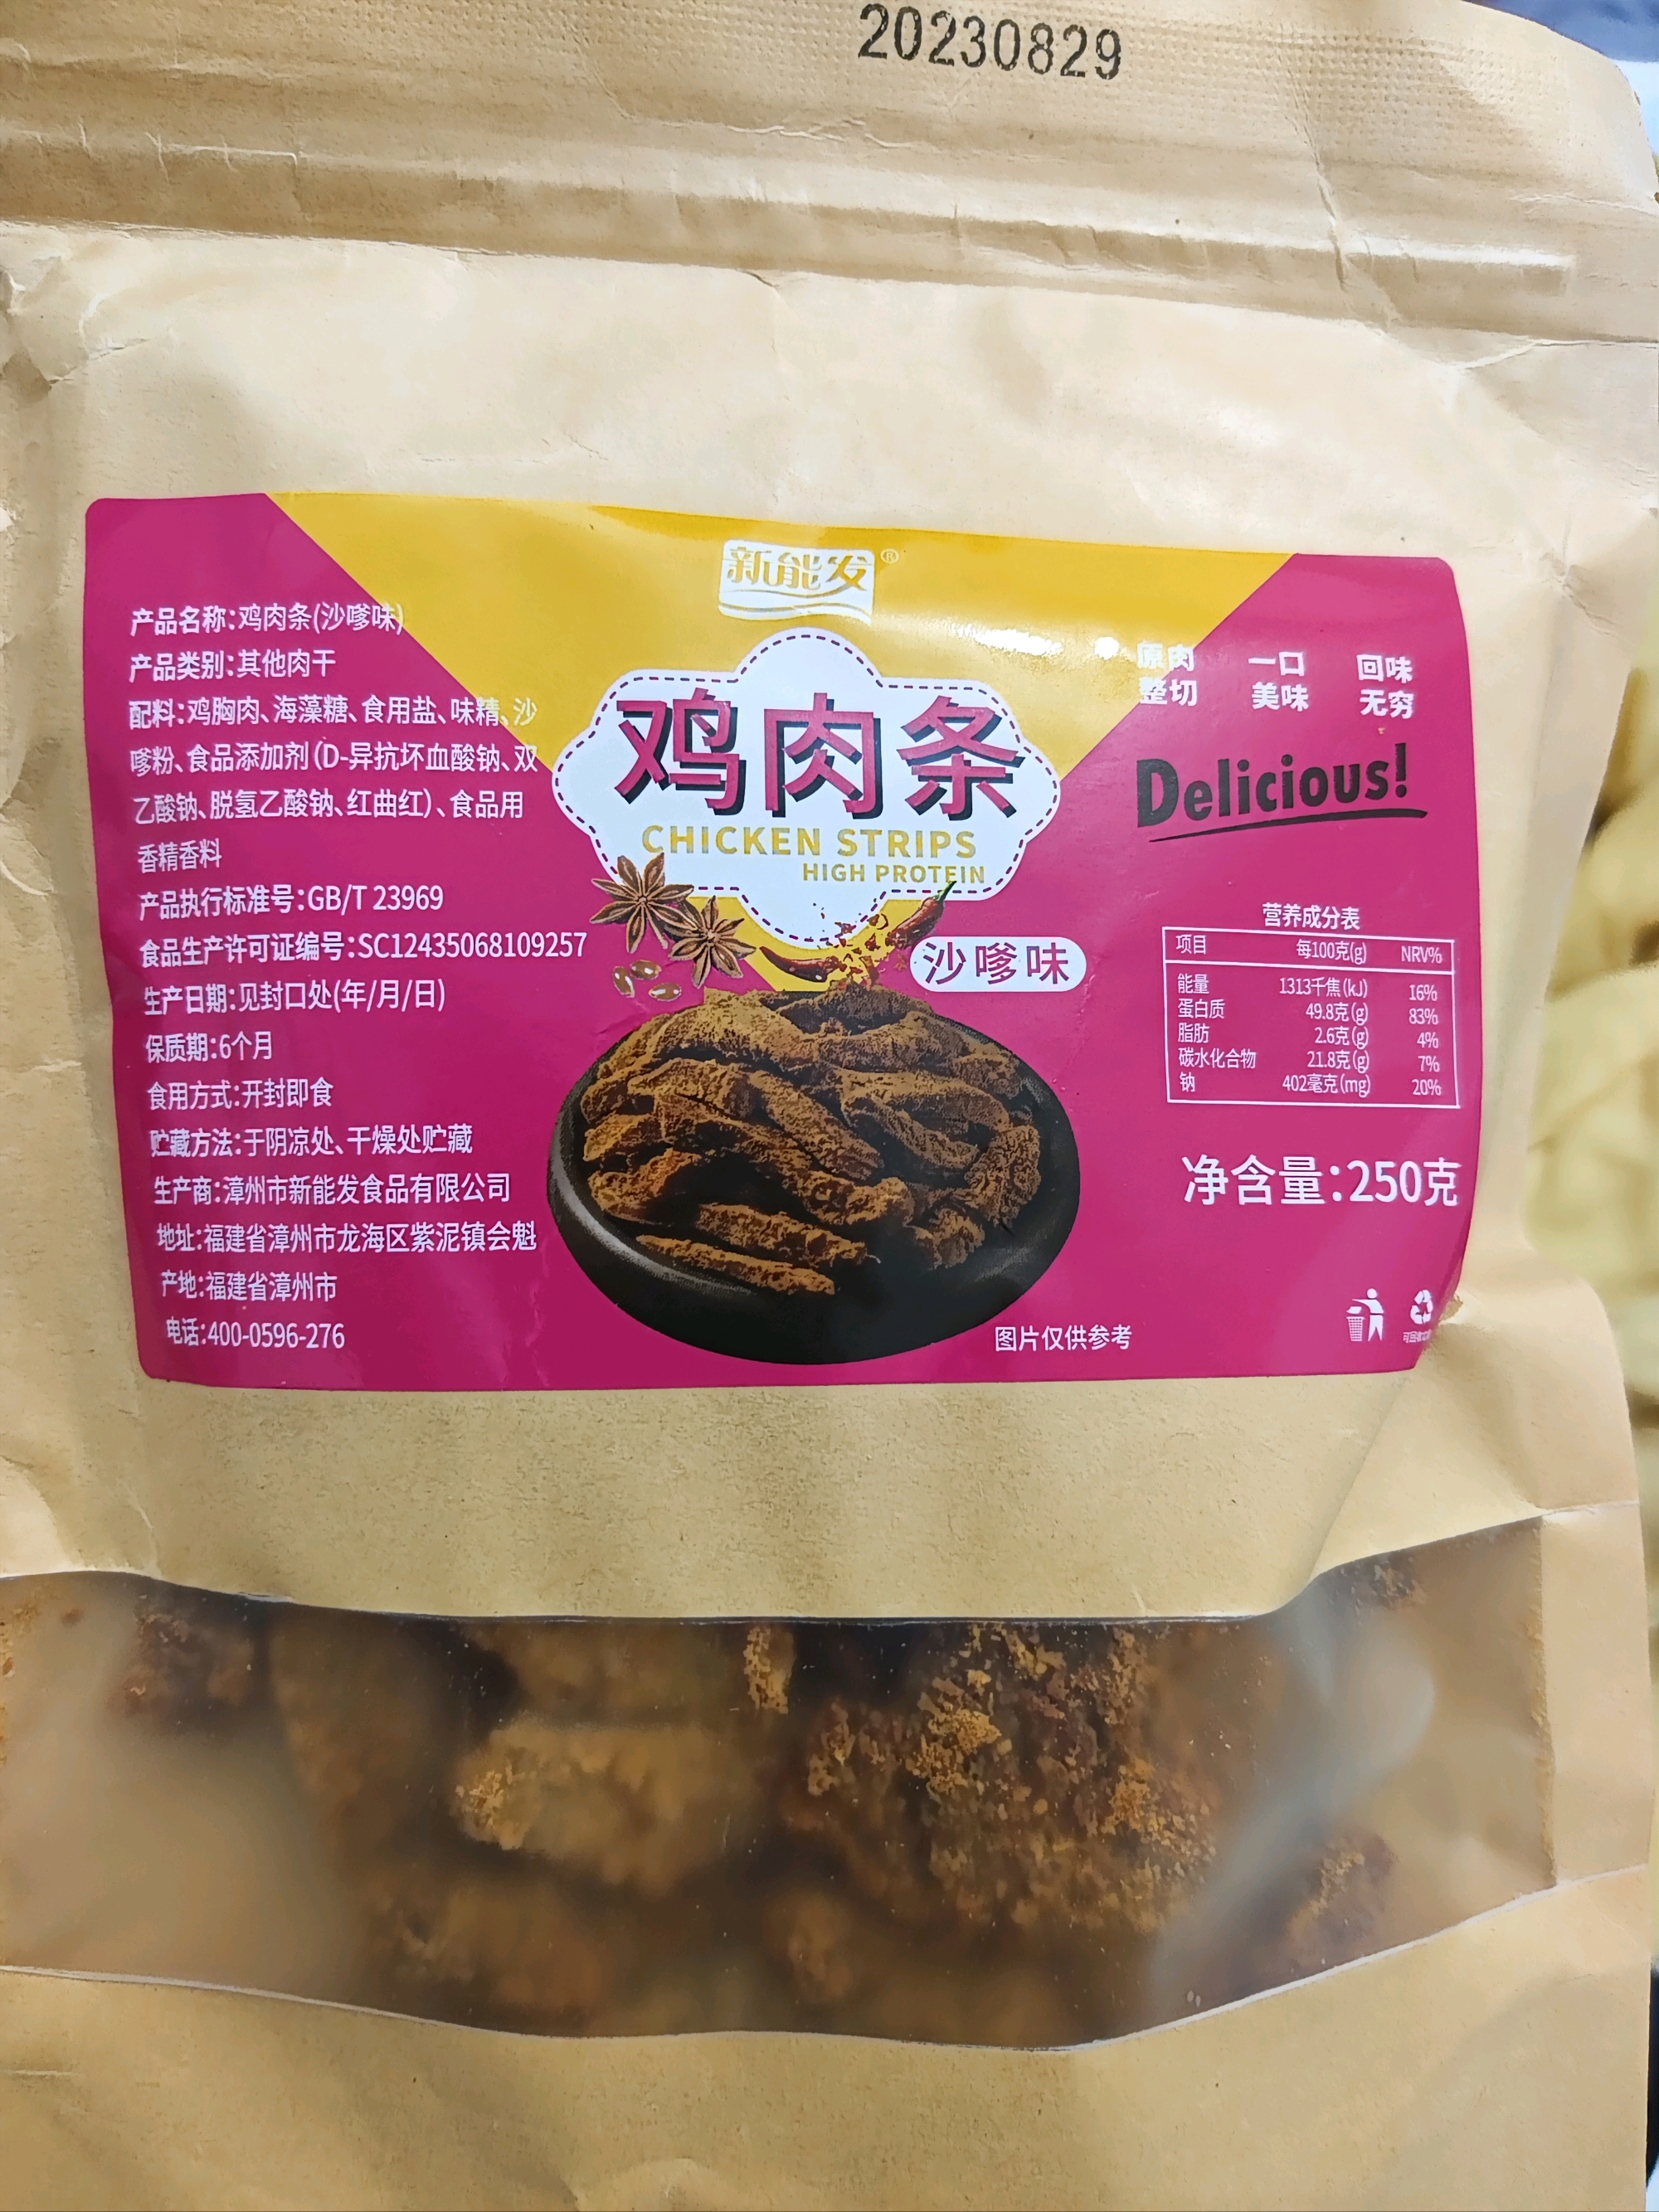 20230829
新能发®
产品名称:鸡肉条(沙嗲味)
产品类别:其他肉干
配料:鸡胸肉、海藻糖、食用盐、味精、沙
嗲粉、食品添加剂(D-异抗坏血酸钠、双
乙酸钠、脱氢乙酸钠、红曲红)、食品用
香精香料
产品执行标准号:GB/T 23969
食品生产许可证编号:SC12435068109257
生产日期:见封口处(年/月/日)
保质期:6个月
食用方式:开封即食
贮藏方法:于阴凉处、干燥处贮藏
生产商:漳州市新能发食品有限公司
地址:福建省漳州市龙海区紫泥镇会魁
产地:福建省漳州市
电话:400-0596-276
鸡肉条
CHICKEN STRIPS
HIGH PROTEIN
沙嗲味
图片仅供参考
原肉 一口 回味
整切 美味 无穷
Delicious!
营养成分表
项目 每100克(g) NRV%
能量 1313千焦(kJ) 16%
蛋白质 49.8克(g) 83%
脂肪 2.6克(g) 4%
碳水化合物 21.8克(g) 7%
钠 402毫克(mg) 20%
净含量:250克